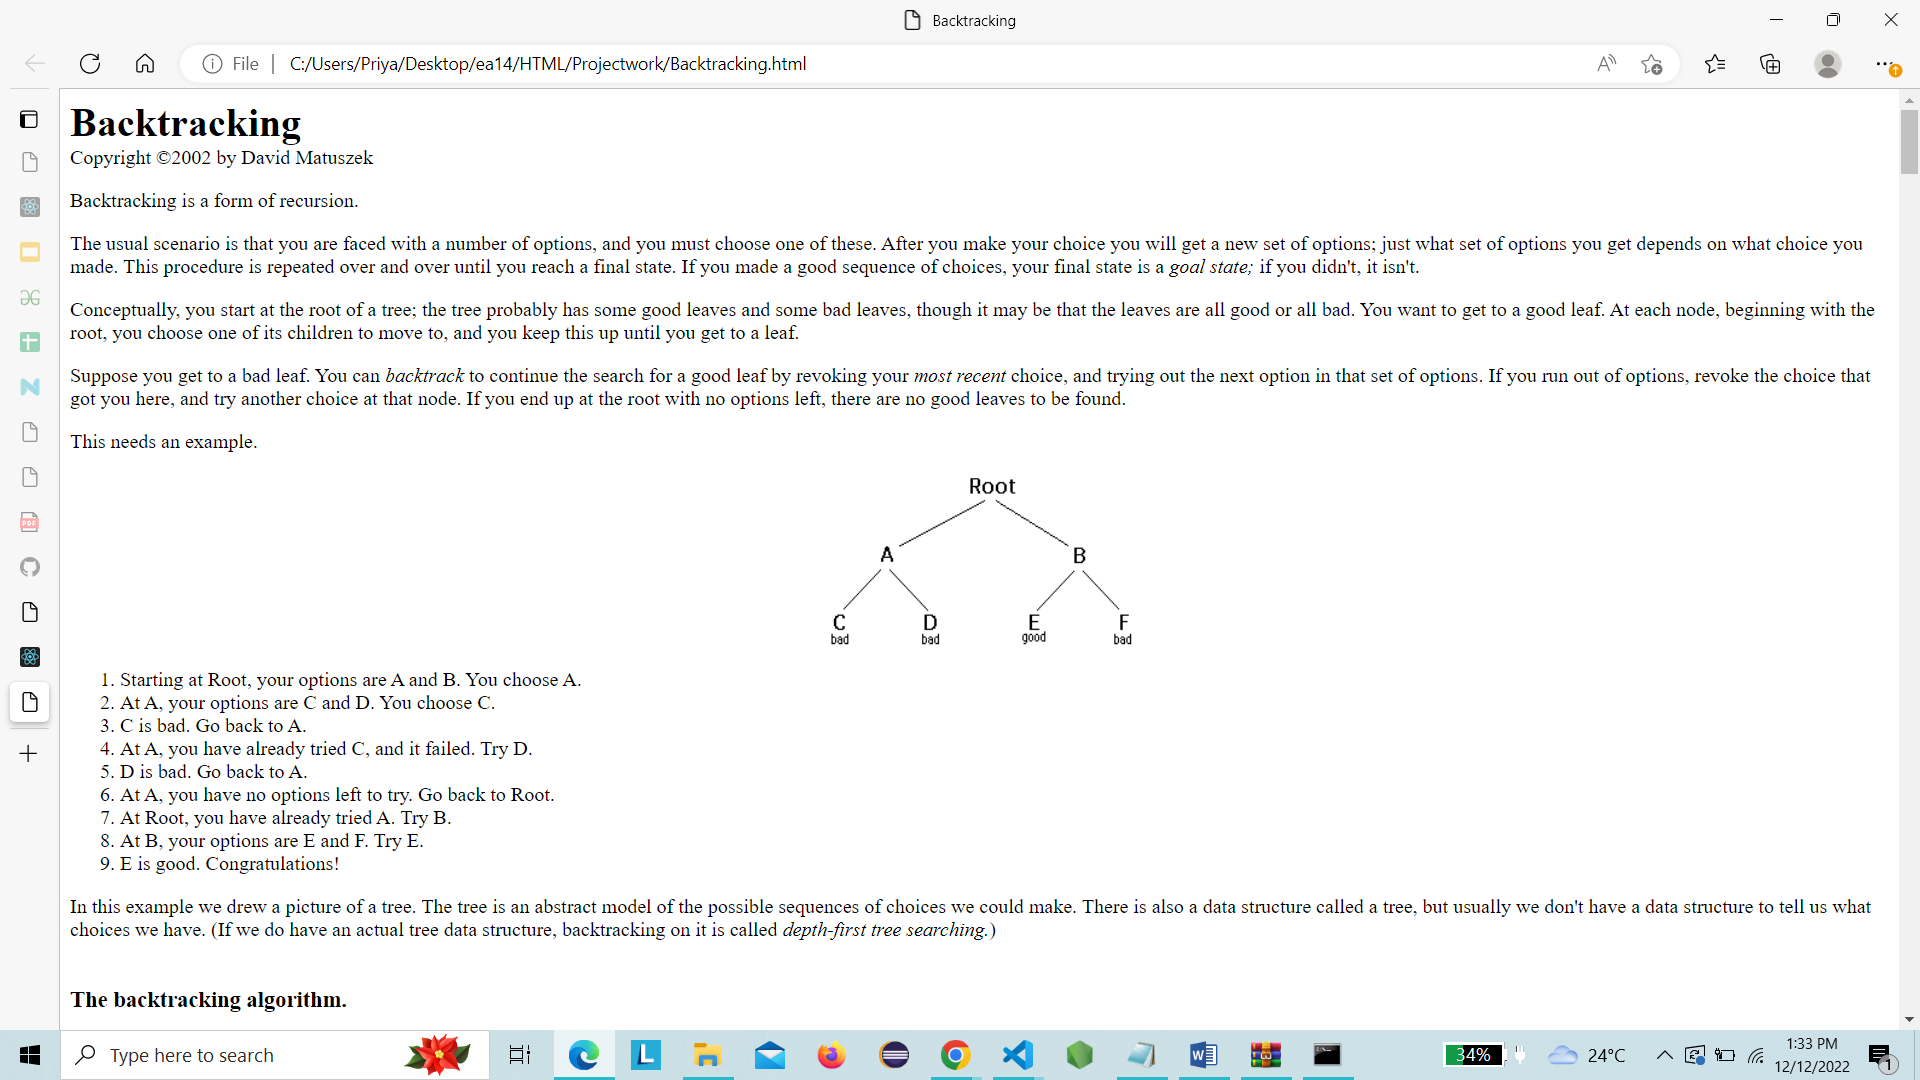 Backtracking
File
C:/Users/Priya/Desktop/ea14/HTML/Projectwork/Backtracking.html
Backtracking
Copyright ©2002 by David Matuszek
Backtracking is a form of recursion.
The usual scenario is that you are faced with a number of options, and you must choose one of these. After you make your choice you will get a new set of options; just what set of options you get depends on what choice you
made. This procedure is repeated over and over until you reach a final state. If you made a good sequence of choices, your final state is a goal state; if you didn't, it isn't.
Conceptually, you start at the root of a tree; the tree probably has some good leaves and some bad leaves, though it may be that the leaves are all good or all bad. You want to get to a good leaf. At each node, beginning with the
root, you choose one of its children to move to, and you keep this up until you get to a leaf.
Suppose you get to a bad leaf. You can backtrack to continue the search for a good leaf by revoking your most recent choice, and trying out the next option in that set of options. If you run out of options, revoke the choice that
got you here, and try another choice at that node. If you end up at the root with no options left, there are no good leaves to be found.
This needs an example.
Root
A B
C D E F
bad bad good bad
1. Starting at Root, your options are A and B. You choose A.
2. At A, your options are C and D. You choose C.
3. C is bad. Go back to A.
4. At A, you have already tried C, and it failed. Try D.
5. D is bad. Go back to A.
6. At A, you have no options left to try. Go back to Root.
7. At Root, you have already tried A. Try B.
8. At B, your options are E and F. Try E.
9. E is good. Congratulations!
In this example we drew a picture of a tree. The tree is an abstract model of the possible sequences of choices we could make. There is also a data structure called a tree, but usually we don't have a data structure to tell us what
choices we have. (If we do have an actual tree data structure, backtracking on it is called depth-first tree searching.)
The backtracking algorithm.
Type here to search
L
34%
24°C
1:33 PM
12/12/2022
1